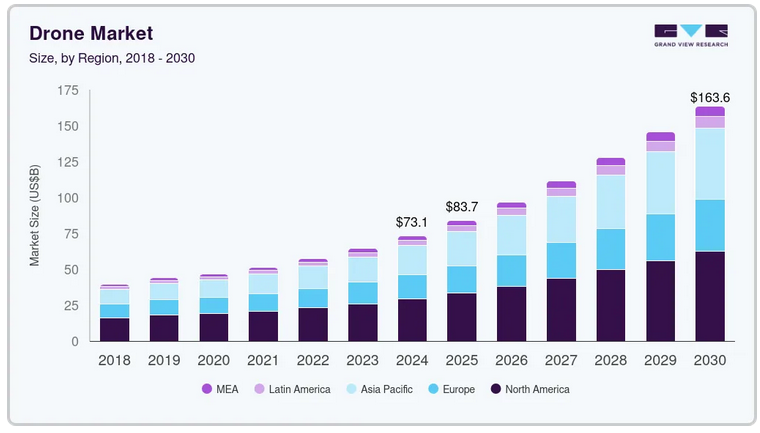 Drone Market
Size, by Region, 2018 - 2030
GRAND VIEW RESEARCH
Market Size (US$B)
175
150
125
100
75
50
25
0
$73.1
$83.7
$163.6
2018 2019 2020 2021 2022 2023 2024 2025 2026 2027 2028 2029 2030
MEA Latin America Asia Pacific Europe North America